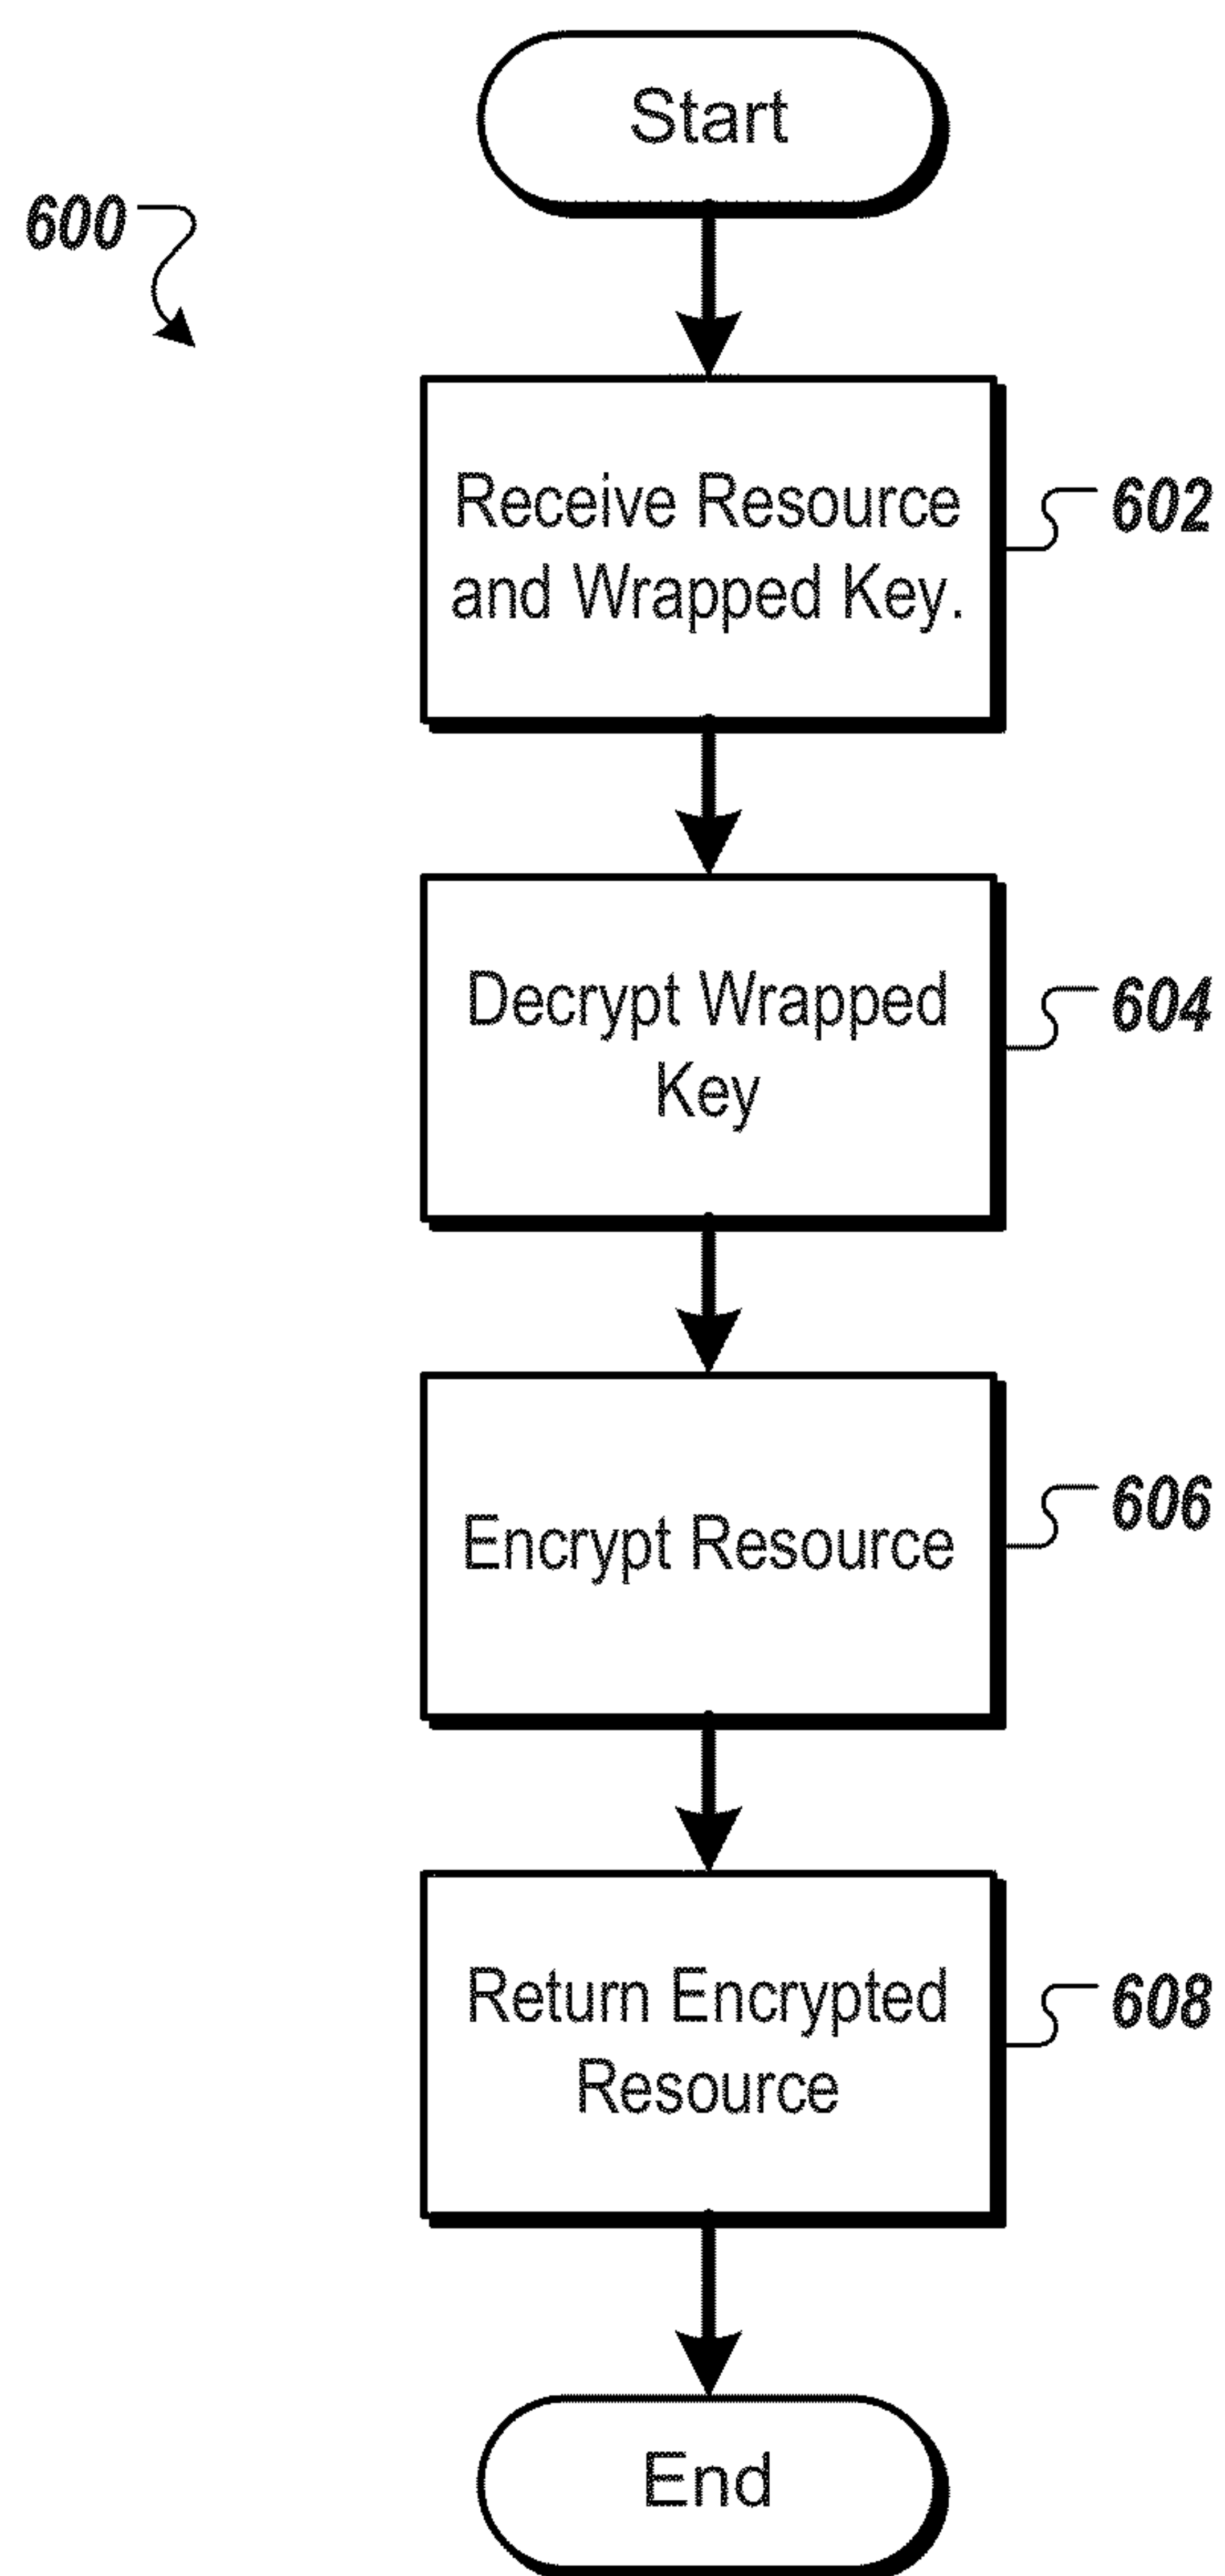 Start
600
Receive Resource
and Wrapped Key.
602
Decrypt Wrapped
Key
604
Encrypt Resource
606
Return Encrypted
Resource
608
End